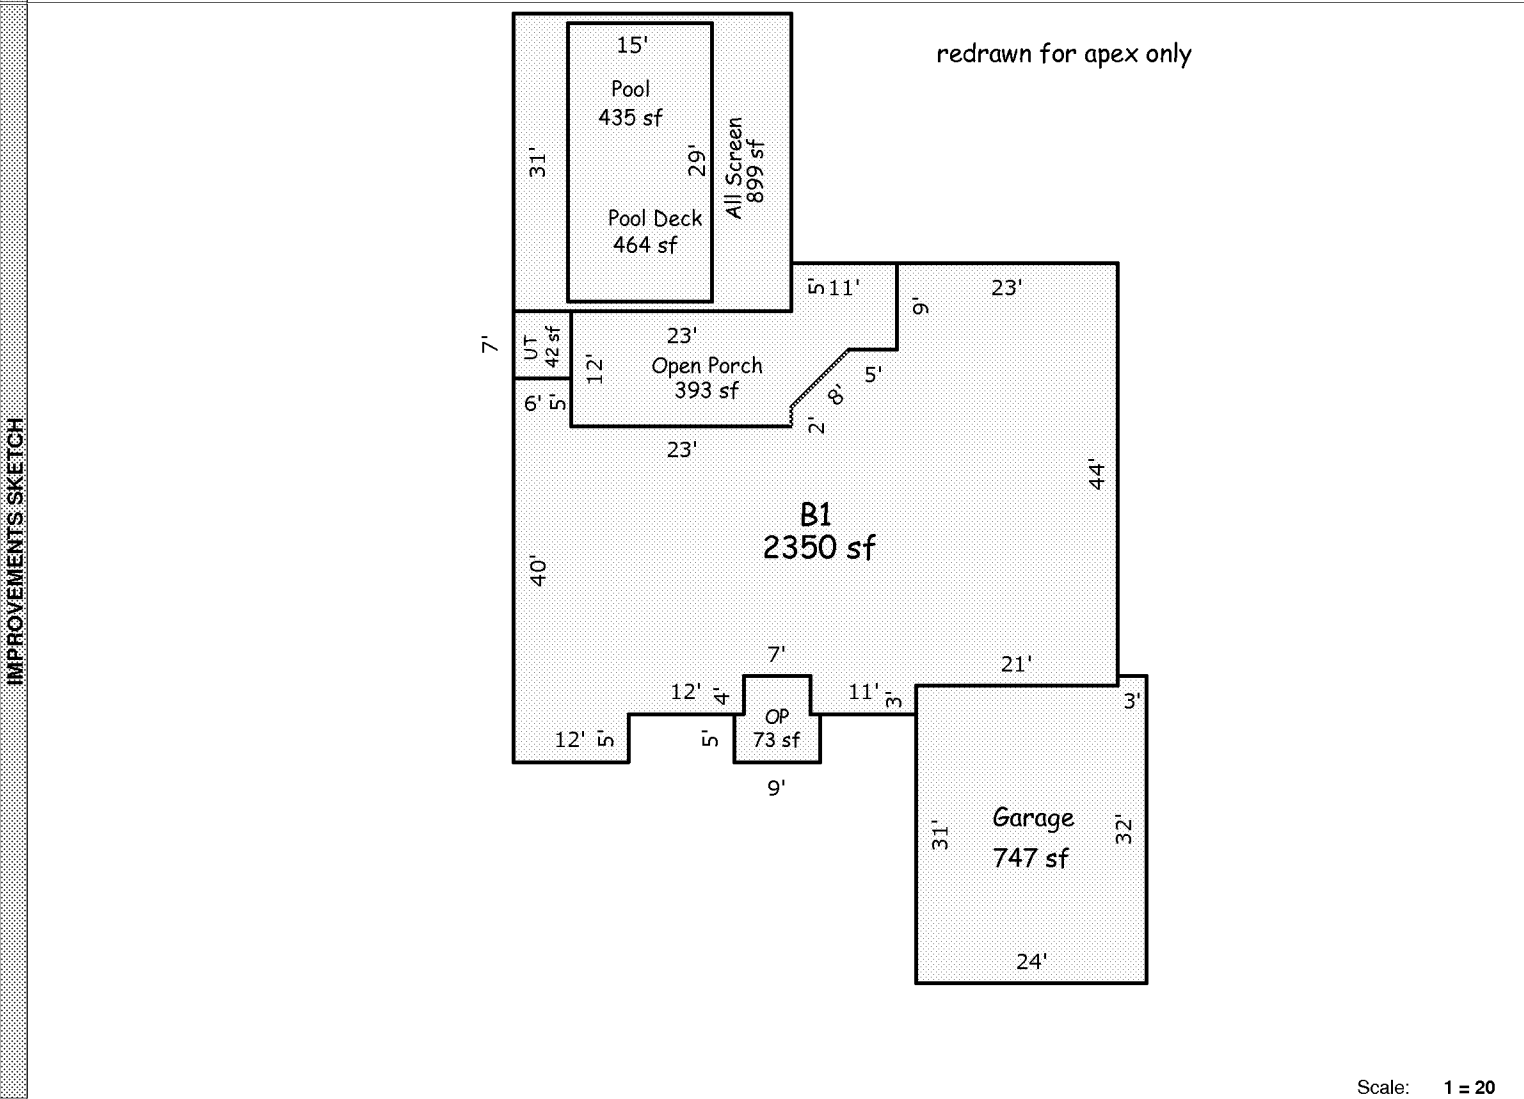 IMPROVEMENTS SKETCH
redrawn for apex only
15'
Pool
435 sf
31'
29'
All Screen
899 sf
Pool Deck
464 sf
5'
11'
9'
23'
7'
UT
42 sf
23'
12'
Open Porch
393 sf
5'
8'
6'
5'
2'
23'
44'
B1
2350 sf
40'
7'
21'
12'
4'
11'
3'
3'
OP
73 sf
12'
5'
5'
9'
Garage
747 sf
31'
32'
24'
Scale: 1 = 20